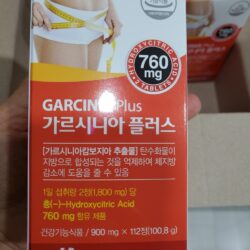 760
mg
HYDROXYCITRIC ACID
2 TABLETS
GARCINIA Plus
가르시니아 플러스
[가르시니아캄보지아 추출물] 탄수화물이
지방으로 합성되는 것을 억제하여 체지방
감소에 도움을 줄 수 있음
1일 섭취량 2정(1,800mg) 당
총(-)-Hydroxycitric Acid
760 mg 함유 제품
건강기능식품 / 900 mg × 112정(100.8 g)